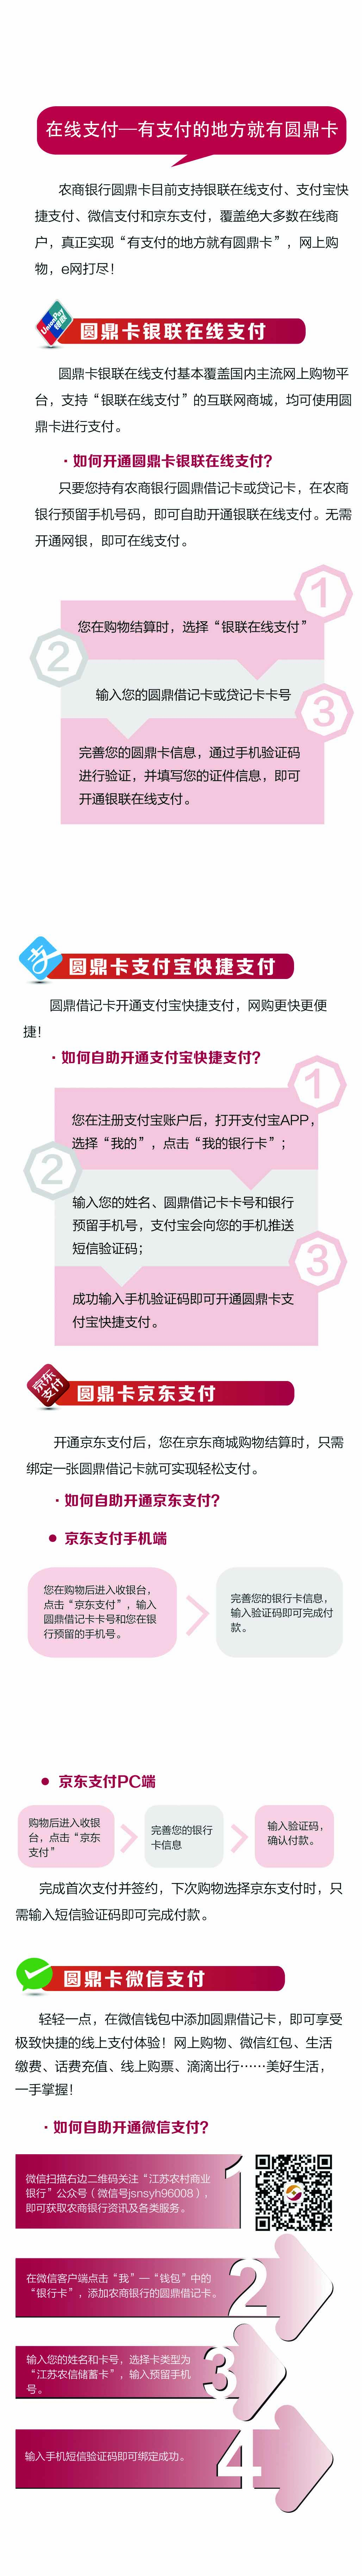 在线支付—有支付的地方就有圆鼎卡
农商银行圆鼎卡目前支持银联在线支付、支付宝快
捷支付、微信支付和京东支付，覆盖绝大多数在线商
户，真正实现“有支付的地方就有圆鼎卡”，网上购
物，e网打尽！
UnionPay
银联
圆鼎卡银联在线支付
圆鼎卡银联在线支付基本覆盖国内主流网上购物平
台，支持“银联在线支付”的互联网商城，均可使用圆
鼎卡进行支付。
·如何开通圆鼎卡银联在线支付？
只要您持有农商银行圆鼎借记卡或贷记卡，在农商
银行预留手机号码，即可自助开通银联在线支付。无需
开通网银，即可在线支付。
1
您在购物结算时，选择“银联在线支付”
2
输入您的圆鼎借记卡或贷记卡卡号
3
完善您的圆鼎卡信息，通过手机验证码
进行验证，并填写您的证件信息，即可
开通银联在线支付。
支
圆鼎卡支付宝快捷支付
圆鼎借记卡开通支付宝快捷支付，网购更快更便
捷！
·如何自助开通支付宝快捷支付？
1
您在注册支付宝账户后，打开支付宝APP，
选择“我的”，点击“我的银行卡”；
2
输入您的姓名、圆鼎借记卡卡号和银行
预留手机号，支付宝会向您的手机推送
短信验证码；
3
成功输入手机验证码即可开通圆鼎卡支
付宝快捷支付。
京东
支付
圆鼎卡京东支付
开通京东支付后，您在京东商城购物结算时，只需
绑定一张圆鼎借记卡就可实现轻松支付。
·如何自助开通京东支付？
● 京东支付手机端
您在购物后进入收银台，
点击“京东支付”，输入
圆鼎借记卡卡号和您在银
行预留的手机号。
完善您的银行卡信息，
输入验证码即可完成付
款。
● 京东支付PC端
购物后进入收银
台，点击“京东
支付”
完善您的银行
卡信息
输入验证码，
确认付款。
完成首次支付并签约，下次购物选择京东支付时，只
需输入短信验证码即可完成付款。
圆鼎卡微信支付
轻轻一点，在微信钱包中添加圆鼎借记卡，即可享受
极致快捷的线上支付体验！网上购物、微信红包、生活
缴费、话费充值、线上购票、滴滴出行……美好生活，
一手掌握！
·如何自助开通微信支付？
微信扫描右边二维码关注“江苏农村商业
银行”公众号（微信号jsnsyh96008），
即可获取农商银行资讯及各类服务。
1
在微信客户端点击“我”—“钱包”中的
“银行卡”，添加农商银行的圆鼎借记卡。
2
输入您的姓名和卡号，选择卡类型为
“江苏农信储蓄卡”，输入预留手机
号。
3
输入手机短信验证码即可绑定成功。
4